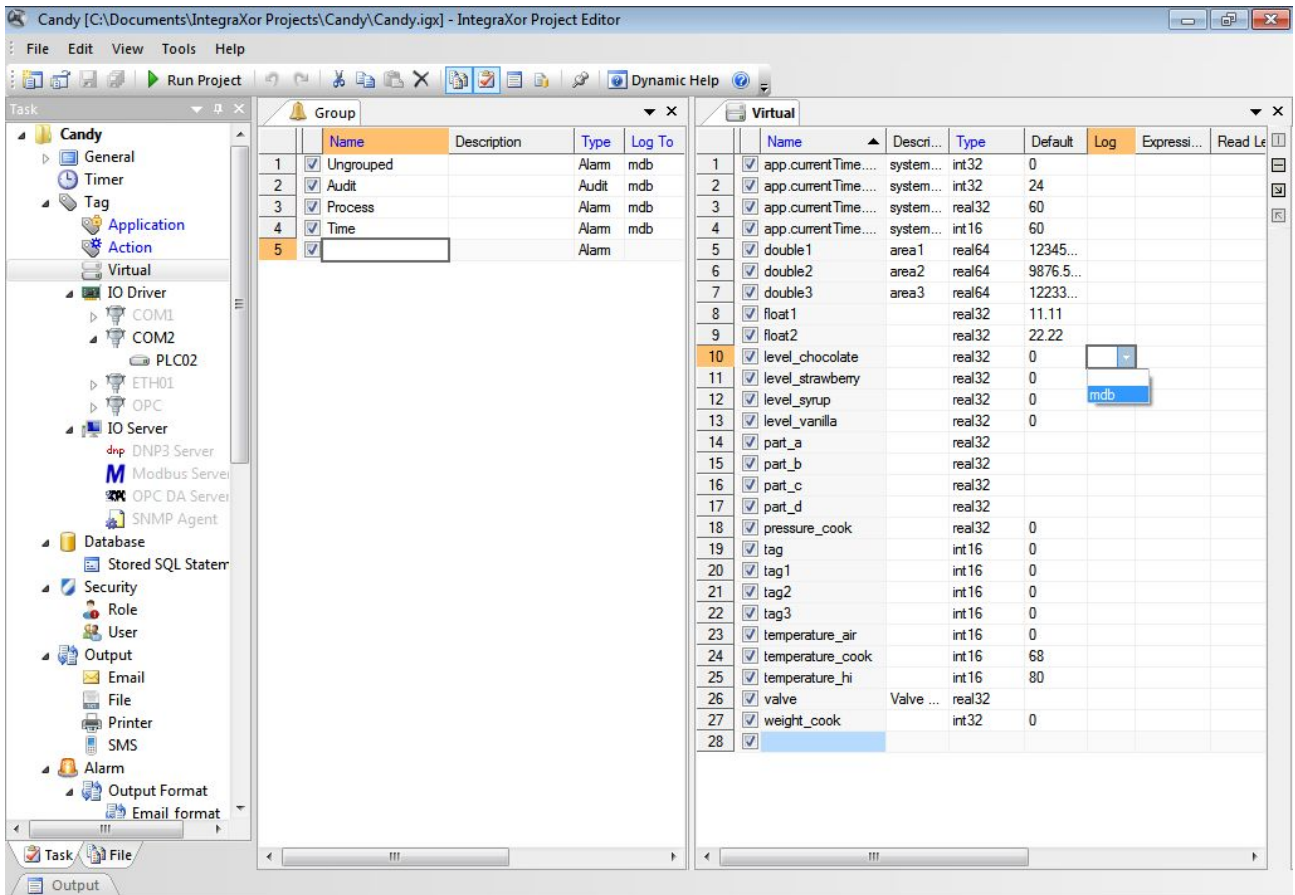 Candy [C:\Documents\IntegraXor Projects\Candy\Candy.igx] - IntegraXor Project Editor
File Edit View Tools Help
Run Project Dynamic Help
Task
Candy
General
Timer
Tag
Application
Action
Virtual
IO Driver
COM1
COM2
PLC02
ETH01
OPC
IO Server
dnp DNP3 Server
M Modbus Server
OPC DA Server
SNMP Agent
Database
Stored SQL Statem
Security
Role
User
Output
Email
File
Printer
SMS
Alarm
Output Format
Email format
Task File
Output
Group
Name Description Type Log To
1 Ungrouped Alarm mdb
2 Audit Audit mdb
3 Process Alarm mdb
4 Time Alarm mdb
5 Alarm
Virtual
Name Descri... Type Default Log Expressi... Read Le
1 app.currentTime.... system... int32 0
2 app.currentTime.... system... int32 24
3 app.currentTime.... system... real32 60
4 app.currentTime.... system... int16 60
5 double1 area1 real64 12345...
6 double2 area2 real64 9876.5...
7 double3 area3 real64 12233...
8 float1 real32 11.11
9 float2 real32 22.22
10 level_chocolate real32 0
11 level_strawberry real32 0
12 level_syrup real32 0 mdb
13 level_vanilla real32 0
14 part_a real32
15 part_b real32
16 part_c real32
17 part_d real32
18 pressure_cook real32 0
19 tag int16 0
20 tag1 int16 0
21 tag2 int16 0
22 tag3 int16 0
23 temperature_air int16 0
24 temperature_cook int16 68
25 temperature_hi int16 80
26 valve Valve ... real32
27 weight_cook int32 0
28